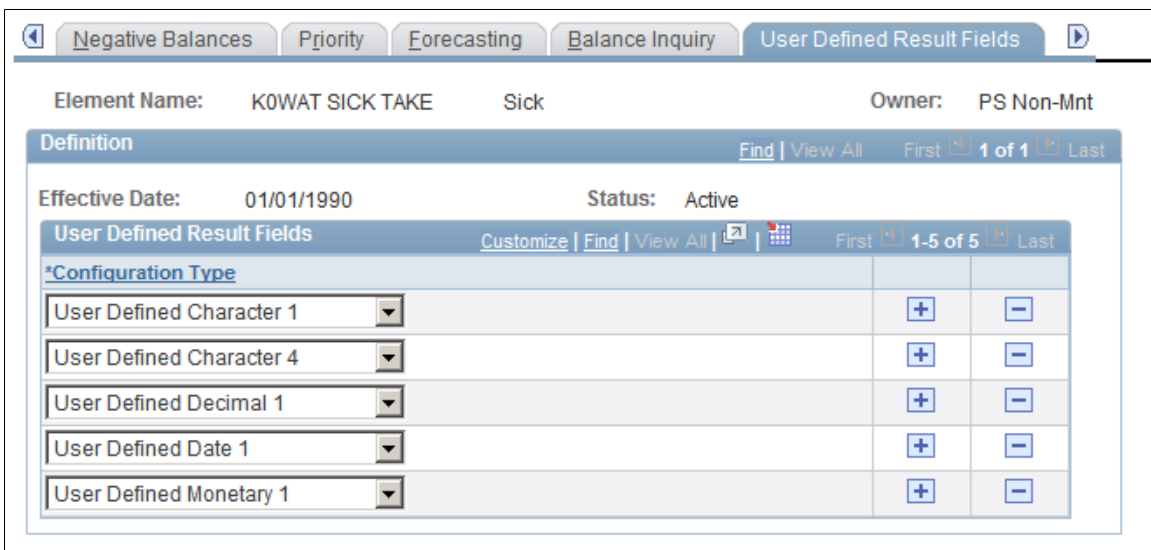 Negative Balances Priority Forecasting Balance Inquiry User Defined Result Fields
Element Name: K0WAT SICK TAKE Sick Owner: PS Non-Mnt
Definition Find | View All First 1 of 1 Last
Effective Date: 01/01/1990 Status: Active
User Defined Result Fields Customize | Find | View All | | First 1-5 of 5 Last
*Configuration Type
User Defined Character 1
User Defined Character 4
User Defined Decimal 1
User Defined Date 1
User Defined Monetary 1